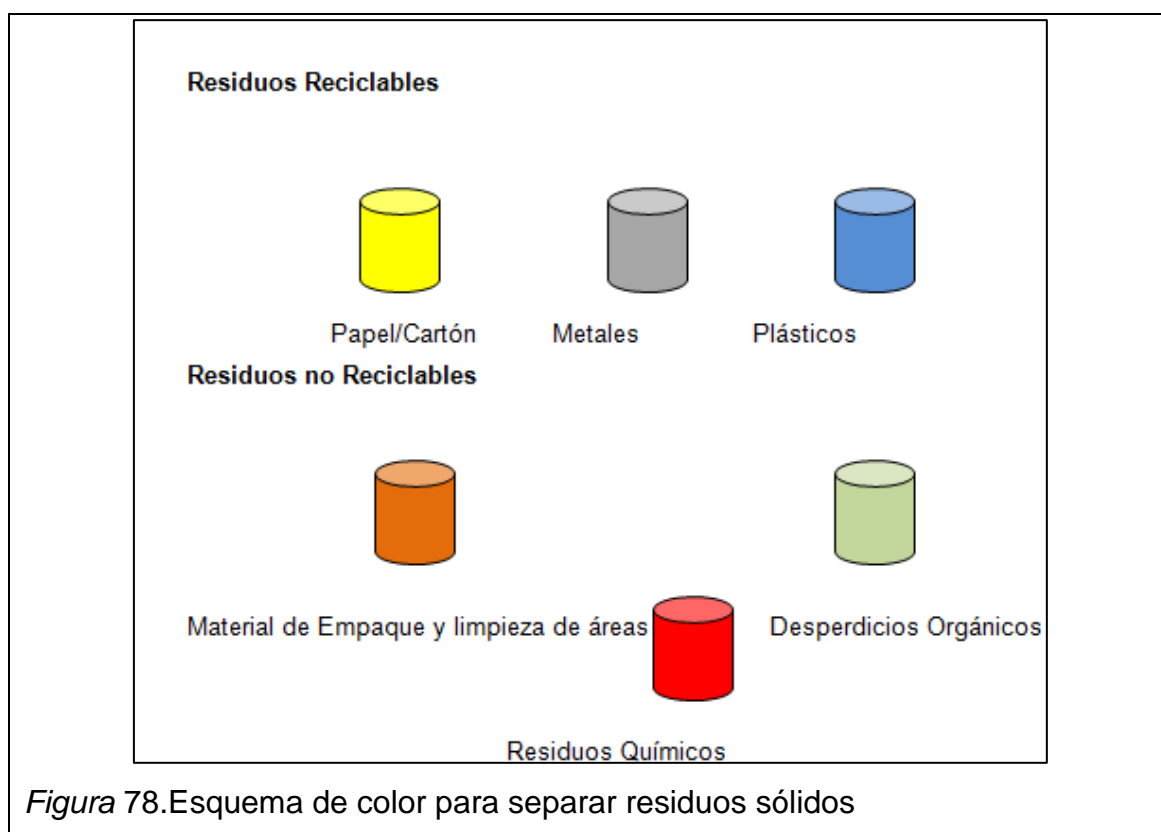 Residuos Reciclables
Papel/Cartón Metales Plásticos
Residuos no Reciclables
Material de Empaque y limpieza de áreas Desperdicios Orgánicos
Residuos Químicos
Figura 78.Esquema de color para separar residuos sólidos